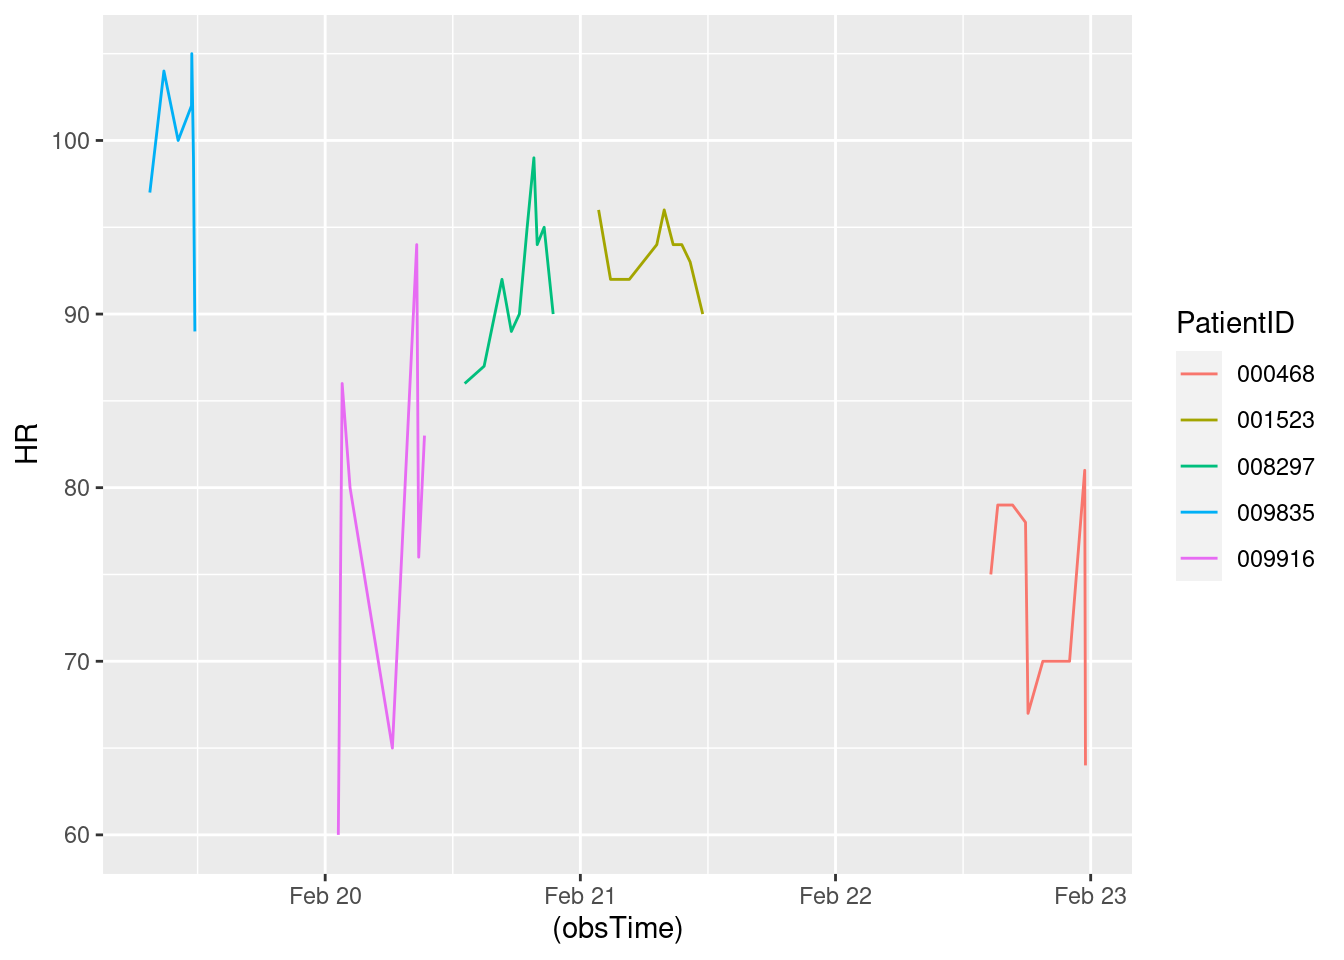 HR
100
90
80
70
60
Feb 20
Feb 21
Feb 22
Feb 23
(obsTime)
PatientID
000468
001523
008297
009835
009916